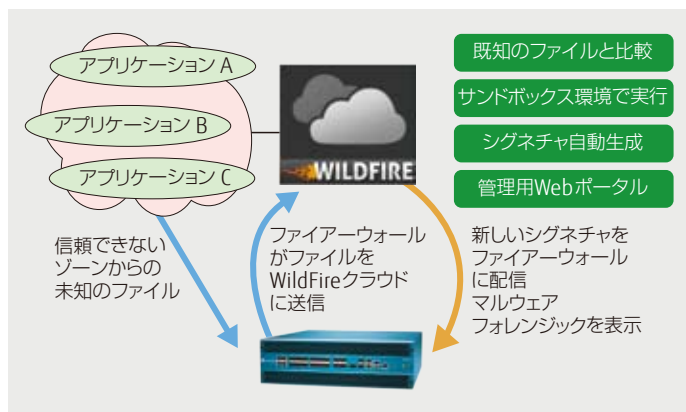 アプリケーション A
アプリケーション B
アプリケーション C
WILDFIRE
既知のファイルと比較
サンドボックス環境で実行
シグネチャ自動生成
管理用Webポータル
信頼できない
ゾーンからの
未知のファイル
ファイアーウォール
がファイルを
WildFireクラウド
に送信
新しいシグネチャを
ファイアーウォール
に配信
マルウェア
フォレンジックを表示